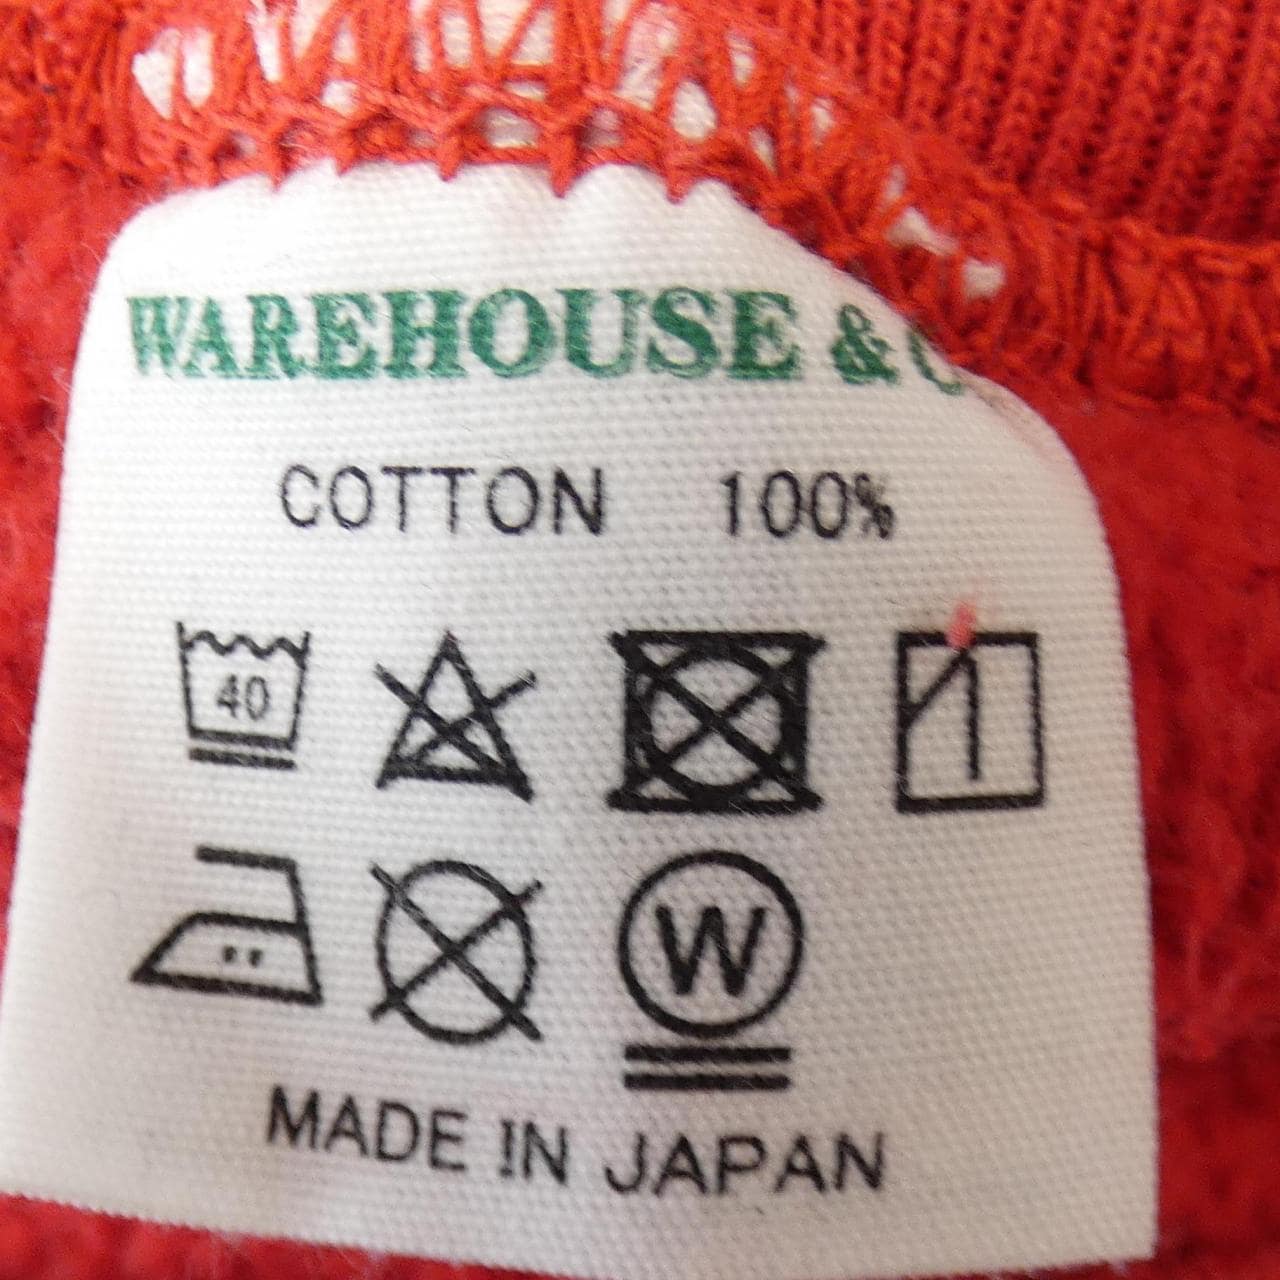 WAREHOUSE &
COTTON 100%
40
W
MADE IN JAPAN